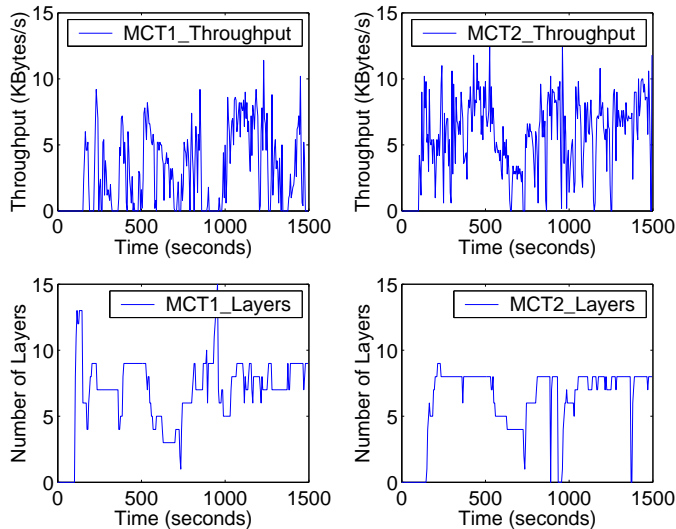 MCT1_Throughput
Throughput (KBytes/s)
15
10
5
0
0
500
1000
1500
Time (seconds)
MCT2_Throughput
Throughput (KBytes/s)
15
10
5
0
0
500
1000
1500
Time (seconds)
MCT1_Layers
Number of Layers
15
10
5
0
0
500
1000
1500
Time (seconds)
MCT2_Layers
Number of Layers
15
10
5
0
0
500
1000
1500
Time (seconds)